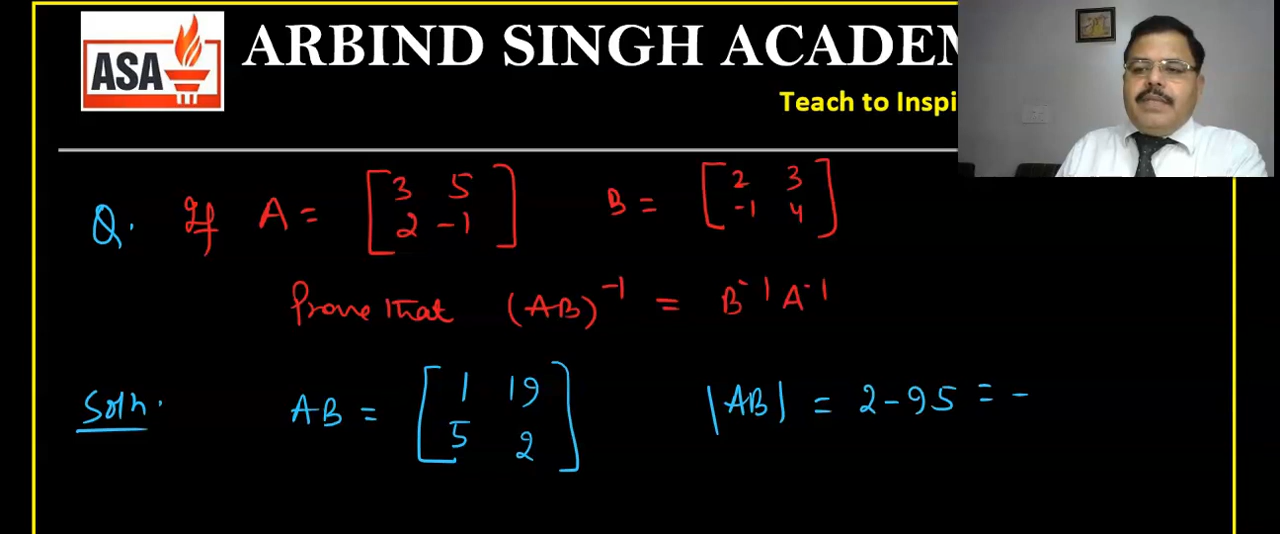 ASA
ARBIND SINGH ACADEM
Teach to Inspi
Q. If A = [3 5 2 -1] B = [2 3 -1 4]
Prove that (AB)⁻¹ = B⁻¹ A⁻¹
Soln. AB = [1 19 5 2] |AB| = 2-95 = -